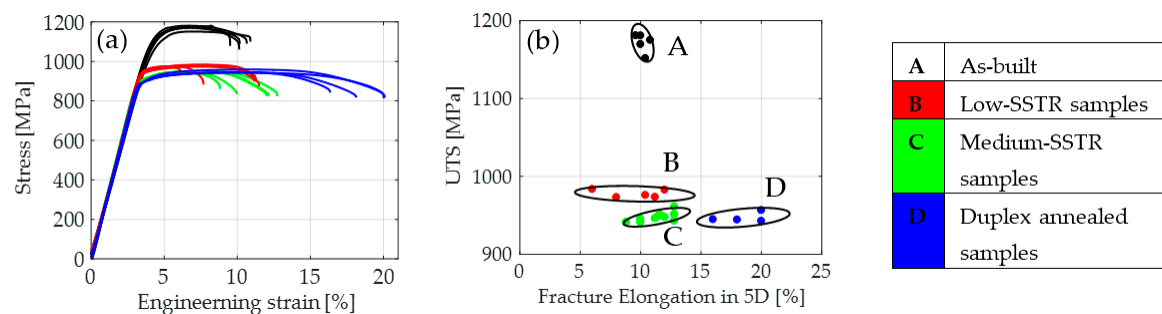 (a)
Stress [MPa]
1200
1000
800
600
400
200
0
0 5 10 15 20
Engineerning strain [%]
(b)
UTS [MPa]
1200
1100
1000
900
A
B
C
D
0 5 10 15 20 25
Fracture Elongation in 5D [%]
A As-built
B Low-SSTR samples
C Medium-SSTR
samples
D Duplex annealed
samples